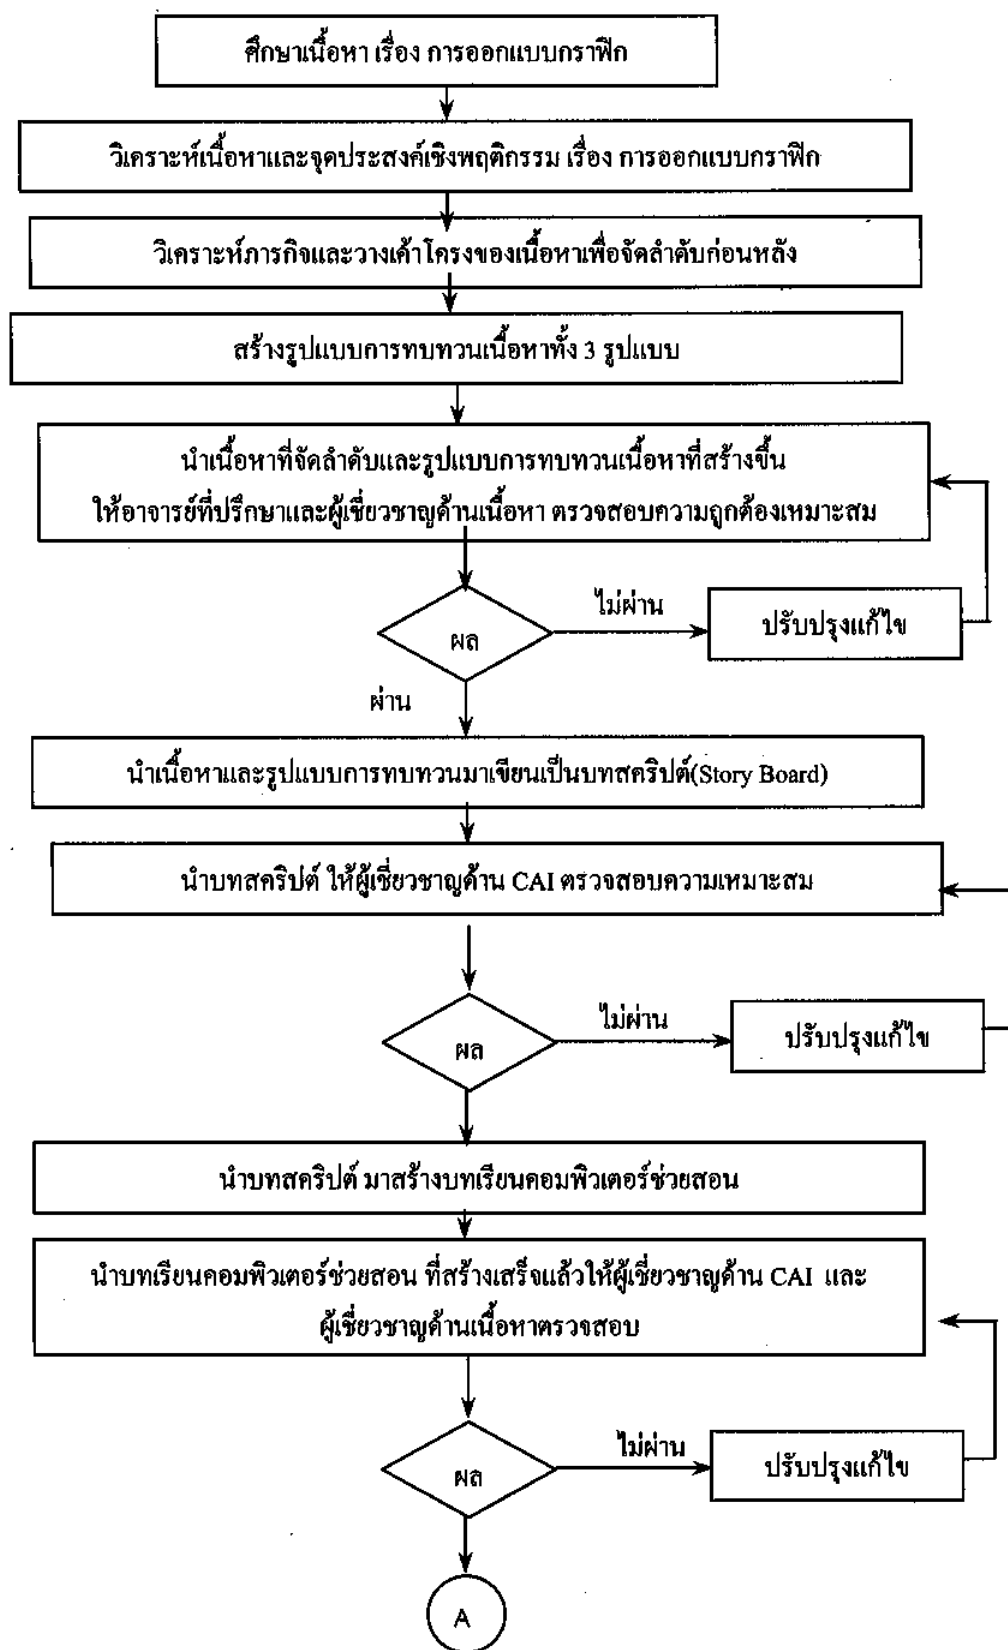 ศึกษาเนื้อหา เรื่อง การออกแบบกราฟิก
วิเคราะห์เนื้อหาและจุดประสงค์เชิงพฤติกรรม เรื่อง การออกแบบกราฟิก
วิเคราะห์ภารกิจและวางเค้าโครงของเนื้อหาเพื่อจัดลำดับก่อนหลัง
สร้างรูปแบบการทบทวนเนื้อหาทั้ง 3 รูปแบบ
นำเนื้อหาที่จัดลำดับและรูปแบบการทบทวนเนื้อหาที่สร้างขึ้น
ให้อาจารย์ที่ปรึกษาและผู้เชี่ยวชาญด้านเนื้อหา ตรวจสอบความถูกต้องเหมาะสม
ไม่ผ่าน
ปรับปรุงแก้ไข
ผล
ผ่าน
นำเนื้อหาและรูปแบบการทบทวนมาเขียนเป็นบทสคริปต์(Story Board)
นำบทสคริปต์ ให้ผู้เชี่ยวชาญด้าน CAI ตรวจสอบความเหมาะสม
ไม่ผ่าน
ปรับปรุงแก้ไข
ผล
นำบทสคริปต์ มาสร้างบทเรียนคอมพิวเตอร์ช่วยสอน
นำบทเรียนคอมพิวเตอร์ช่วยสอน ที่สร้างเสร็จแล้วให้ผู้เชี่ยวชาญด้าน CAI และ
ผู้เชี่ยวชาญด้านเนื้อหาตรวจสอบ
ไม่ผ่าน
ปรับปรุงแก้ไข
ผล
A